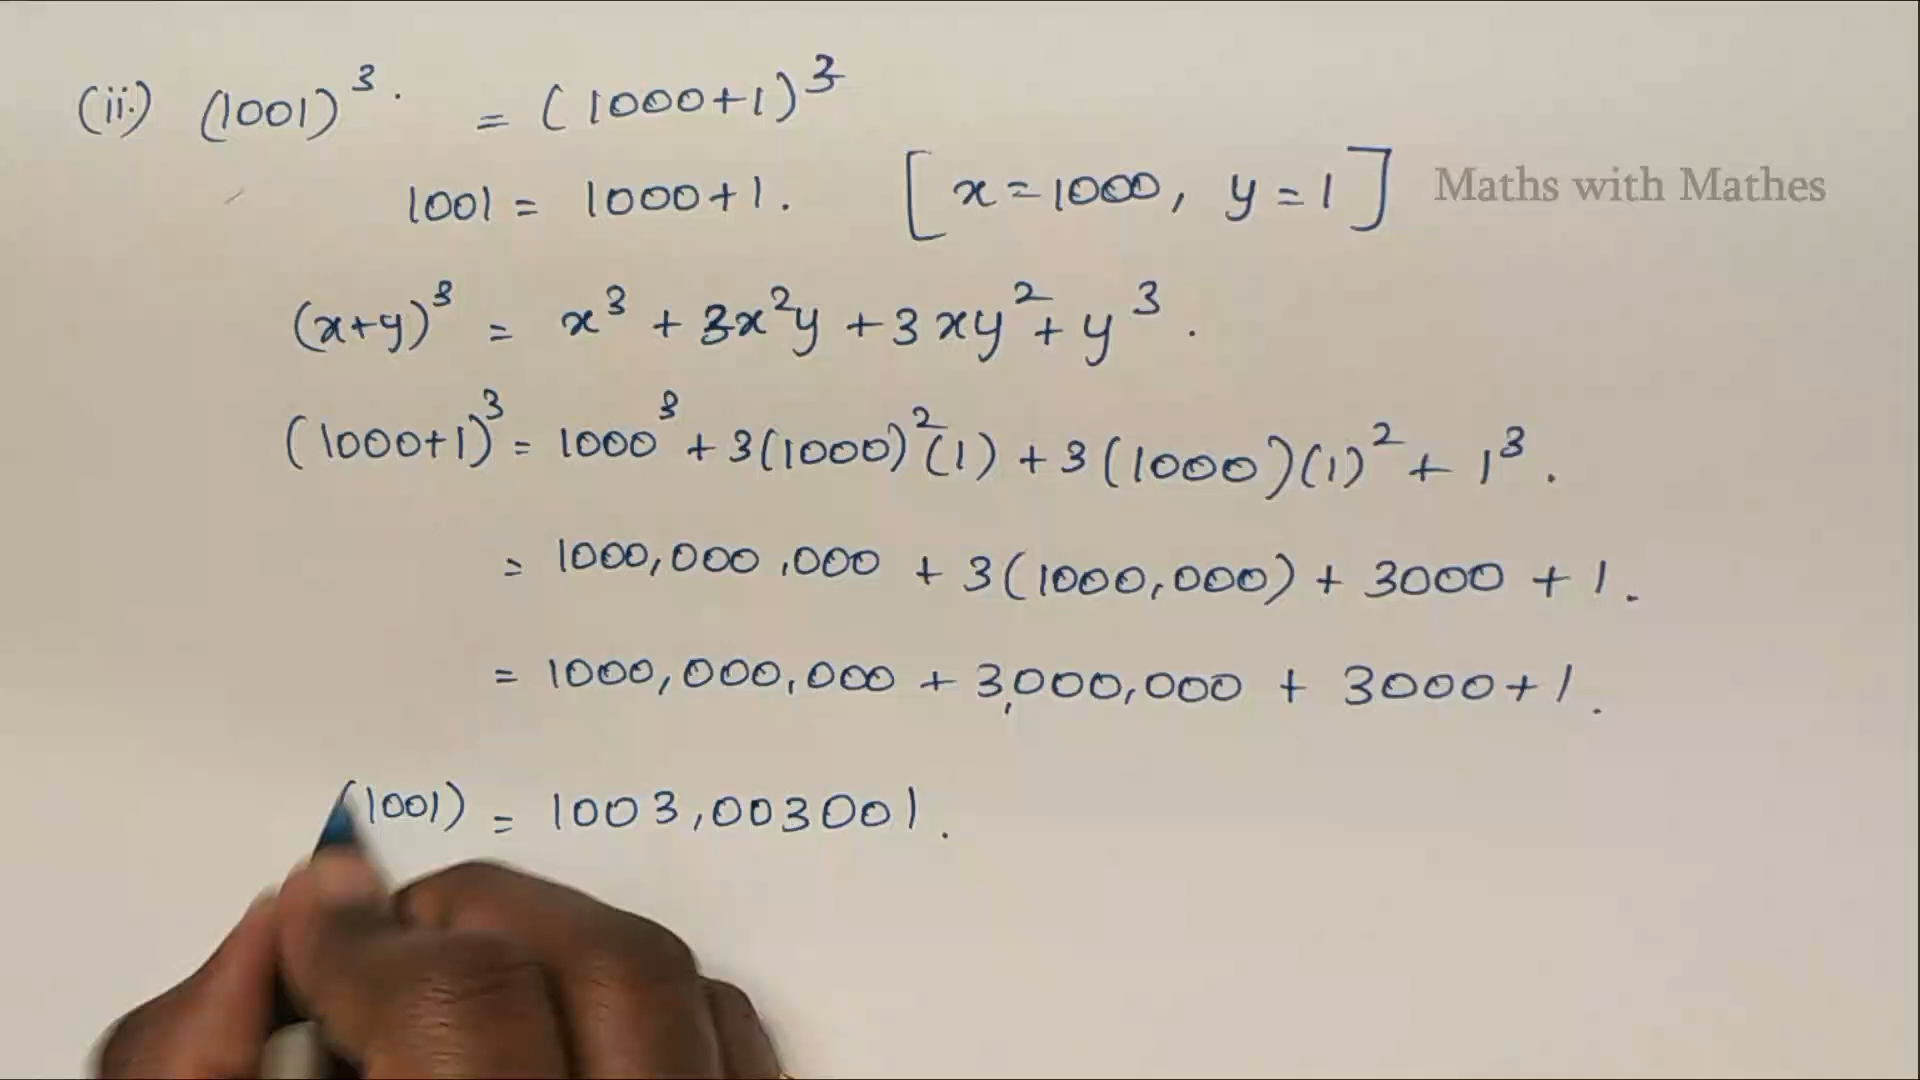 (ii) (1001)³. = (1000+1)³
1001 = 1000+1. [x=1000, y=1] Maths with Mathes
(x+y)³ = x³ + 3x²y + 3xy² + y³.
(1000+1)³ = 1000³ + 3(1000)²(1) + 3(1000)(1)² + 1³.
= 1000,000,000 + 3(1000,000) + 3000 + 1.
= 1000,000,000 + 3,000,000 + 3000+1.
(1001) = 1003,003001.